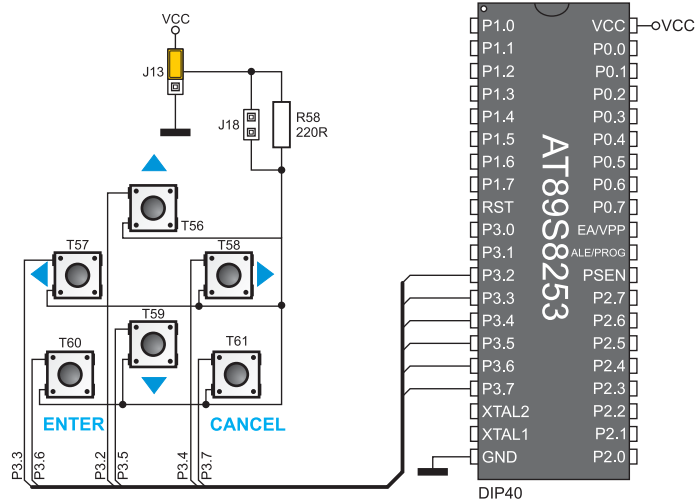 VCC
J13
J18
R58
220R
T56
T57
T58
T59
T60
T61
ENTER
CANCEL
P3.3
P3.6
P3.2
P3.5
P3.4
P3.7
P1.0
P1.1
P1.2
P1.3
P1.4
P1.5
P1.6
P1.7
RST
P3.0
P3.1
P3.2
P3.3
P3.4
P3.5
P3.6
P3.7
XTAL2
XTAL1
GND
AT89S8253
VCC
P0.0
P0.1
P0.2
P0.3
P0.4
P0.5
P0.6
P0.7
EA/VPP
ALE/PROG
PSEN
P2.7
P2.6
P2.5
P2.4
P2.3
P2.2
P2.1
P2.0
VCC
DIP40